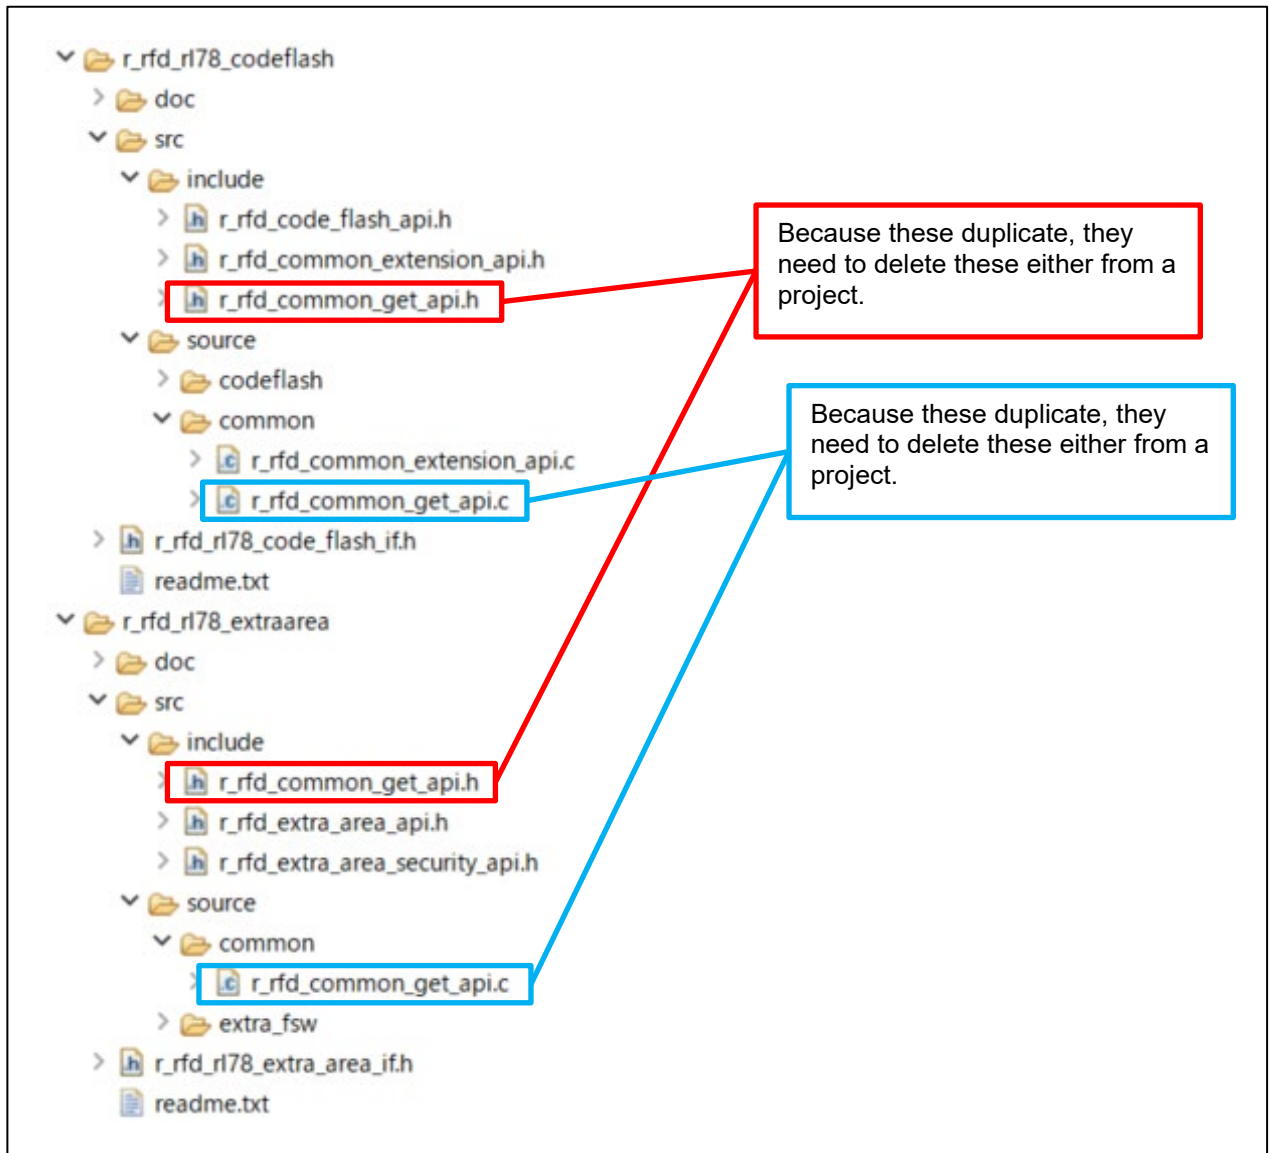 r_rfd_rl78_codeflash
doc
src
include
r_rfd_code_flash_api.h
r_rfd_common_extension_api.h
r_rfd_common_get_api.h
source
codeflash
common
r_rfd_common_extension_api.c
r_rfd_common_get_api.c
r_rfd_rl78_code_flash_if.h
readme.txt
r_rfd_rl78_extraarea
doc
src
include
r_rfd_common_get_api.h
r_rfd_extra_area_api.h
r_rfd_extra_area_security_api.h
source
common
r_rfd_common_get_api.c
extra_fsw
r_rfd_rl78_extra_area_if.h
readme.txt
Because these duplicate, they
need to delete these either from a
project.
Because these duplicate, they
need to delete these either from a
project.